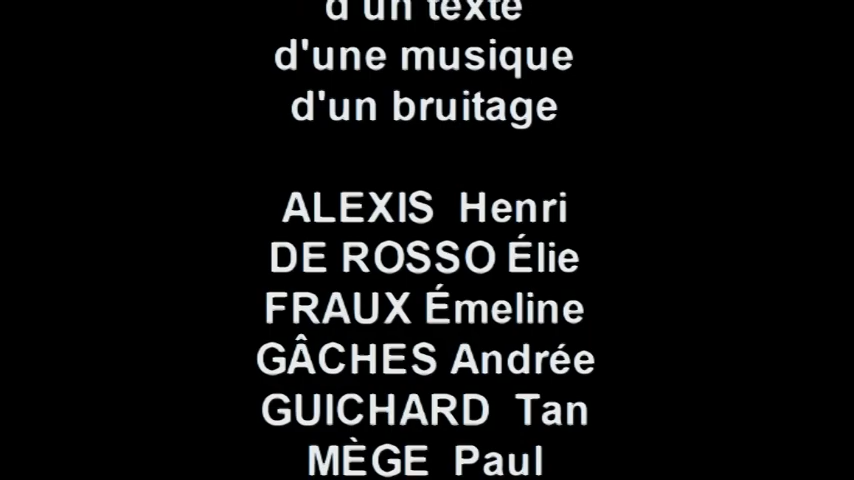 d'un texte
d'une musique
d'un bruitage
ALEXIS Henri
DE ROSSO Élie
FRAUX Émeline
GÂCHES Andrée
GUICHARD Tan
MÈGE Paul